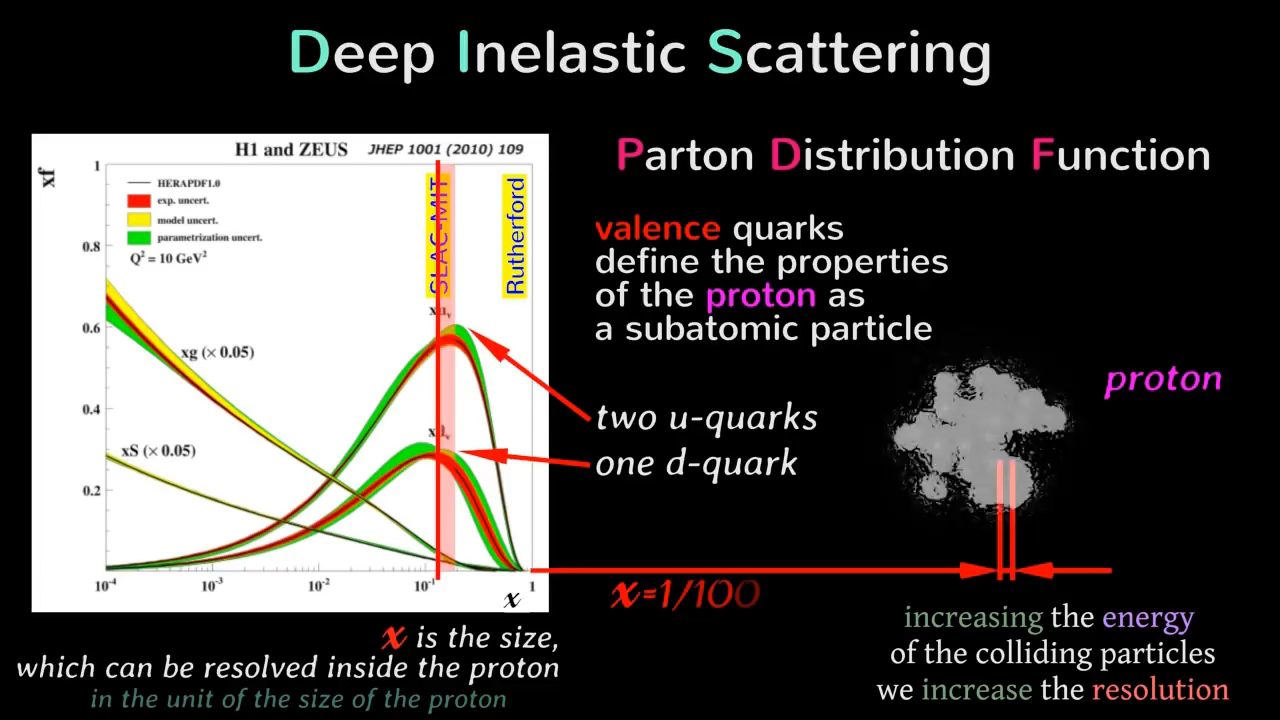 Deep Inelastic Scattering
H1 and ZEUS JHEP 1001 (2010) 109
xf
1
0.8
0.6
0.4
0.2
HERAPDF1.0
exp. uncert.
model uncert.
parametrization uncert.
Q² = 10 GeV²
SLAC-MIT
Rutherford
xg (× 0.05)
xS (× 0.05)
10⁻⁴ 10⁻³ 10⁻² 10⁻¹ 1
x
Parton Distribution Function
valence quarks
define the properties
of the proton as
a subatomic particle
two u-quarks
one d-quark
proton
x=1/100
x is the size,
which can be resolved inside the proton
in the unit of the size of the proton
increasing the energy
of the colliding particles
we increase the resolution